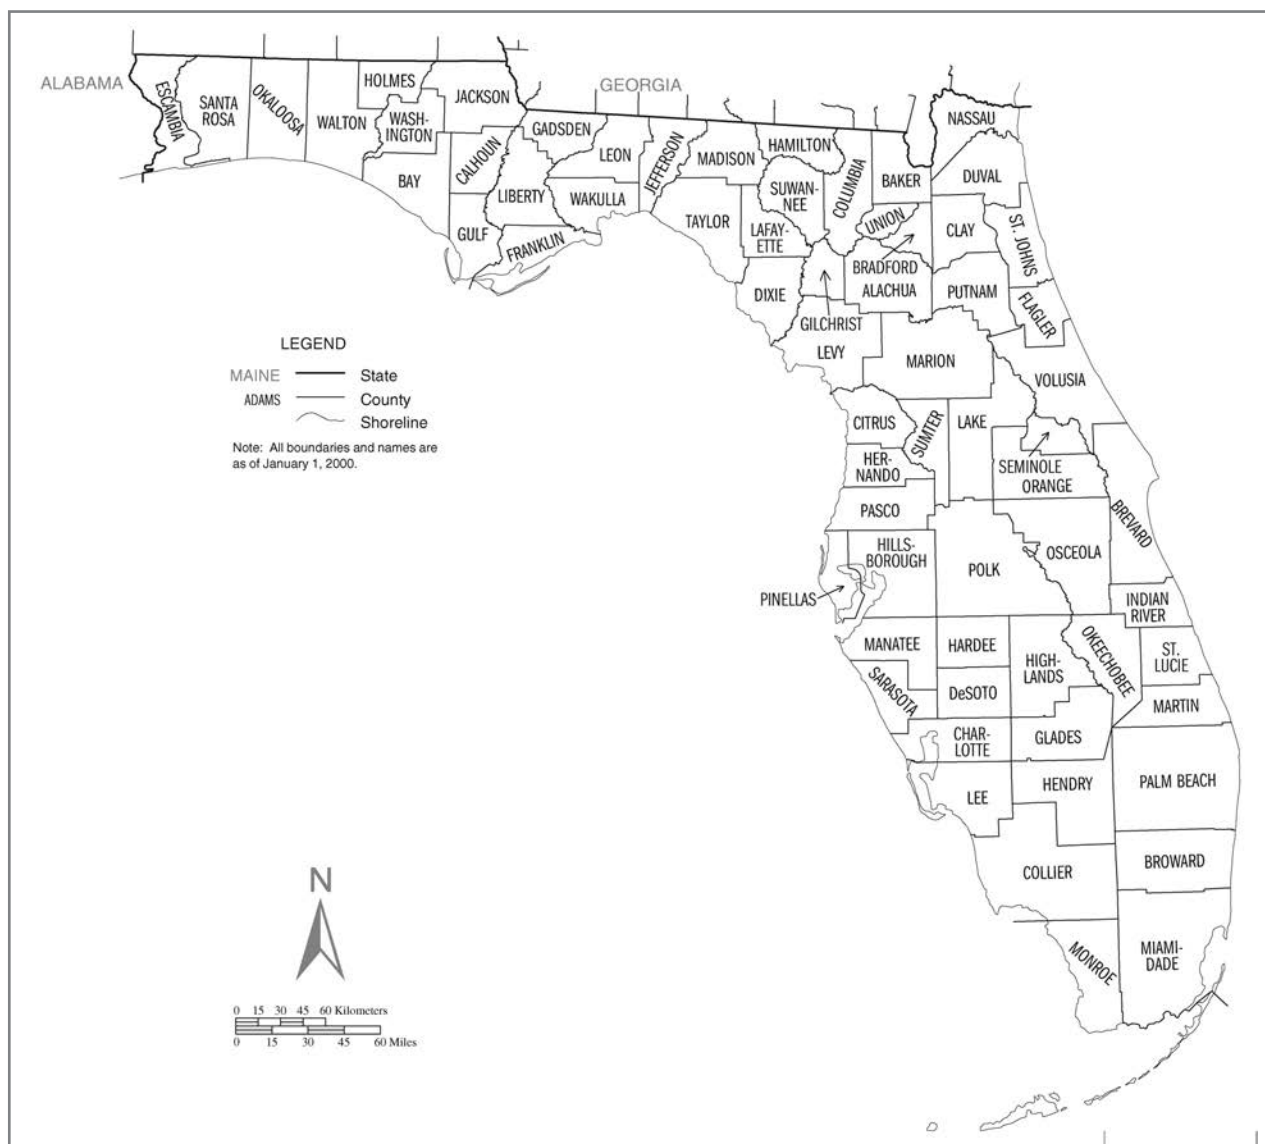 ALABAMA
GEORGIA
ESCAMBIA
SANTA
ROSA
OKALOOSA
WALTON
HOLMES
WASH-
INGTON
JACKSON
BAY
CALHOUN
GULF
GADSDEN
LIBERTY
FRANKLIN
LEON
WAKULLA
JEFFERSON
MADISON
TAYLOR
HAMILTON
SUWAN-
NEE
LAFAY-
ETTE
DIXIE
COLUMBIA
BAKER
UNION
BRADFORD
ALACHUA
GILCHRIST
LEVY
NASSAU
DUVAL
CLAY
ST. JOHNS
PUTNAM
FLAGLER
MARION
VOLUSIA
CITRUS
SUMTER
LAKE
HER-
NANDO
SEMINOLE
ORANGE
PASCO
BREVARD
HILLS-
BOROUGH
PINELLAS
POLK
OSCEOLA
INDIAN
RIVER
MANATEE
HARDEE
HIGH-
LANDS
OKEECHOBEE
ST.
LUCIE
SARASOTA
DeSOTO
MARTIN
CHAR-
LOTTE
GLADES
LEE
HENDRY
PALM BEACH
COLLIER
BROWARD
MONROE
MIAMI-
DADE
LEGEND
MAINE State
ADAMS County
Shoreline
Note: All boundaries and names are
as of January 1, 2000.
N
0 15 30 45 60 Kilometers
0 15 30 45 60 Miles